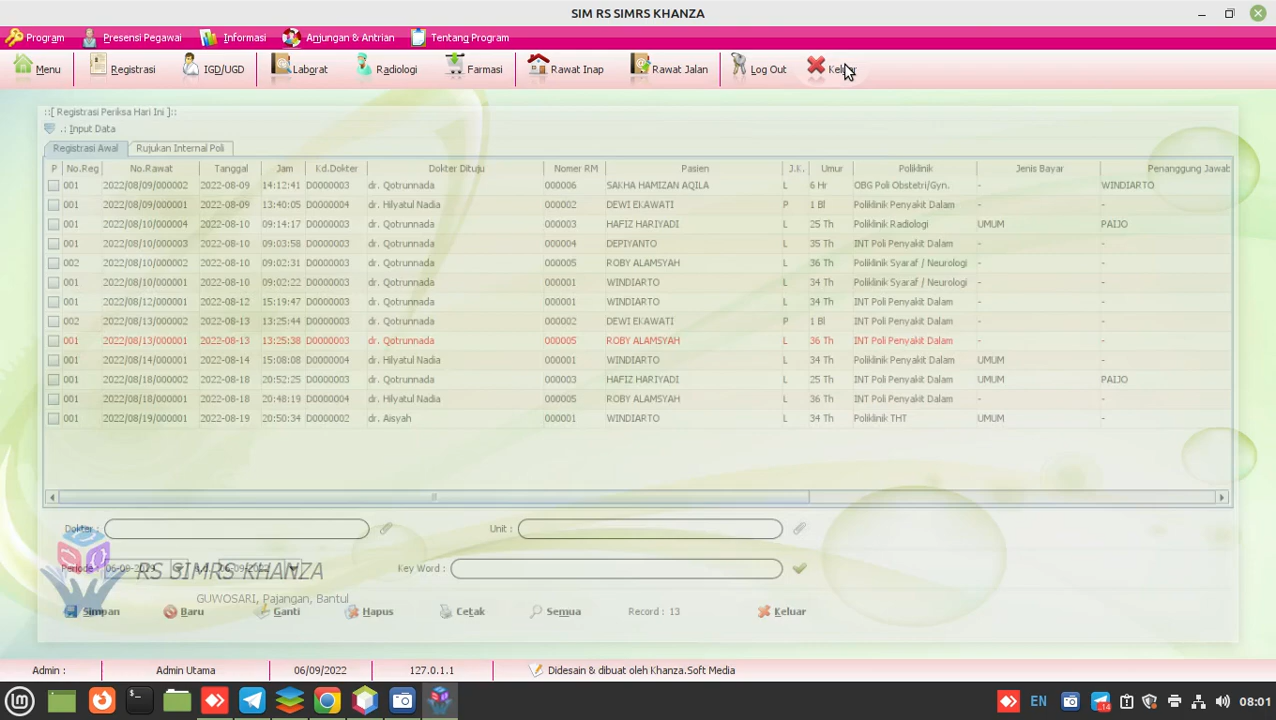 SIM RS SIMRS KHANZA
Program Presensi Pegawai Informasi Anjungan & Antrian Tentang Program
Menu Registrasi IGD/UGD Laborat Radiologi Farmasi Rawat Inap Rawat Jalan Log Out Keluar
::[ Registrasi Periksa Hari Ini ]::
.: Input Data
Registrasi Awal Rujukan Internal Poli
P No.Reg No.Rawat Tanggal Jam Kd.Dokter Dokter Dituju Nomer RM Pasien J.K. Umur Poliklinik Jenis Bayar Penanggung Jawab
001 2022/08/09/000002 2022-08-09 14:12:41 D0000003 dr. Qotrunnada 000006 SAKHA HAMIZAN AQILA L 6 Hr OBG Poli Obstetri/Gyn. - WINDIARTO
001 2022/08/09/000001 2022-08-09 13:40:05 D0000004 dr. Hilyatul Nadia 000002 DEWI EKAWATI P 1 Bl Poliklinik Penyakit Dalam - -
001 2022/08/10/000004 2022-08-10 09:14:17 D0000003 dr. Qotrunnada 000003 HAFIZ HARIYADI L 25 Th Poliklinik Radiologi UMUM PAIJO
001 2022/08/10/000003 2022-08-10 09:03:58 D0000003 dr. Qotrunnada 000004 DEPIYANTO L 35 Th INT Poli Penyakit Dalam - -
002 2022/08/10/000002 2022-08-10 09:02:31 D0000003 dr. Qotrunnada 000005 ROBY ALAMSYAH L 36 Th Poliklinik Syaraf / Neurologi - -
001 2022/08/10/000001 2022-08-10 09:02:22 D0000003 dr. Qotrunnada 000001 WINDIARTO L 34 Th Poliklinik Syaraf / Neurologi - -
001 2022/08/12/000001 2022-08-12 15:19:47 D0000003 dr. Qotrunnada 000001 WINDIARTO L 34 Th INT Poli Penyakit Dalam - -
002 2022/08/13/000002 2022-08-13 13:25:44 D0000003 dr. Qotrunnada 000002 DEWI EKAWATI P 1 Bl INT Poli Penyakit Dalam - -
001 2022/08/13/000001 2022-08-13 13:25:38 D0000003 dr. Qotrunnada 000005 ROBY ALAMSYAH L 36 Th INT Poli Penyakit Dalam - -
001 2022/08/14/000001 2022-08-14 15:08:08 D0000004 dr. Hilyatul Nadia 000001 WINDIARTO L 34 Th Poliklinik Penyakit Dalam UMUM -
001 2022/08/18/000002 2022-08-18 20:52:25 D0000003 dr. Qotrunnada 000003 HAFIZ HARIYADI L 25 Th INT Poli Penyakit Dalam UMUM PAIJO
001 2022/08/18/000001 2022-08-18 20:48:19 D0000004 dr. Hilyatul Nadia 000005 ROBY ALAMSYAH L 36 Th INT Poli Penyakit Dalam - -
001 2022/08/19/000001 2022-08-19 20:50:34 D0000002 dr. Aisyah 000001 WINDIARTO L 34 Th Poliklinik THT UMUM -
Dokter : Unit :
Periode : 06-09-2022 06-09-2022 Key Word :
RS SIMRS KHANZA
GUWOSARI, Pajangan, Bantul
Simpan Baru Ganti Hapus Cetak Semua Record : 13 Keluar
Admin : Admin Utama 06/09/2022 127.0.1.1 Didesain & dibuat oleh Khanza.Soft Media
EN 14 08:01